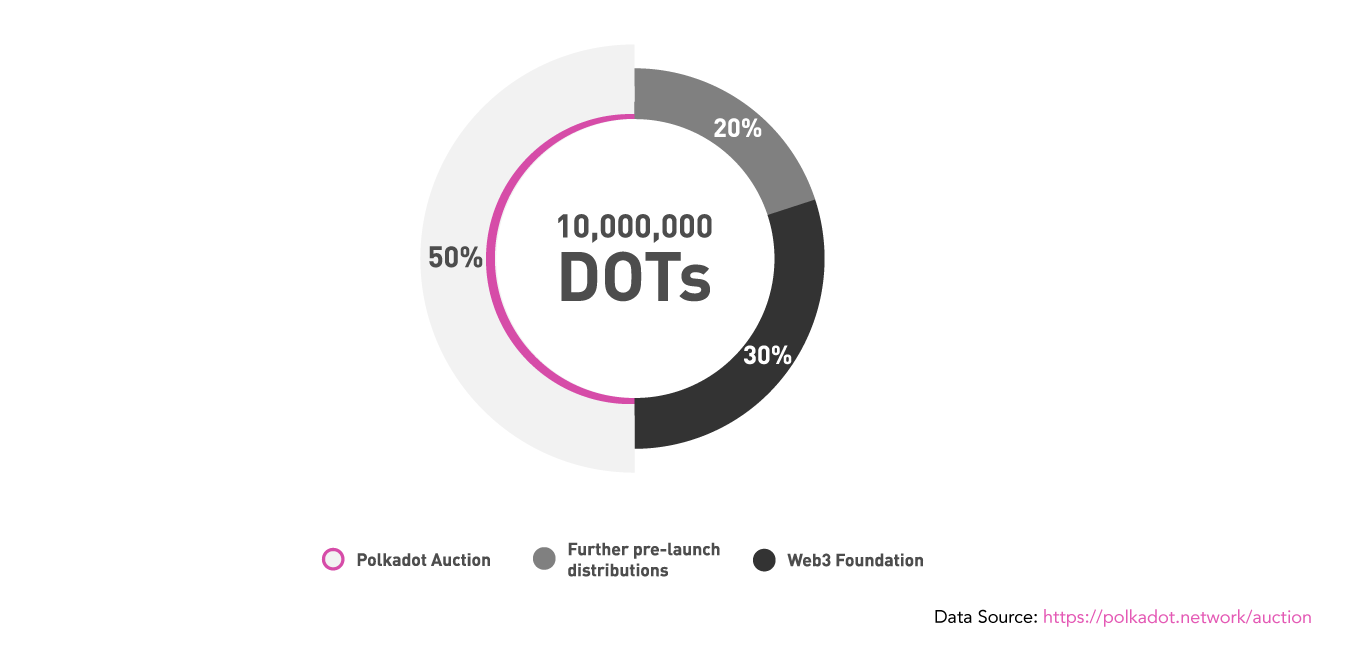 20%
10,000,000
DOTs
50%
30%
Polkadot Auction
Further pre-launch
distributions
Web3 Foundation
Data Source: https://polkadot.network/auction